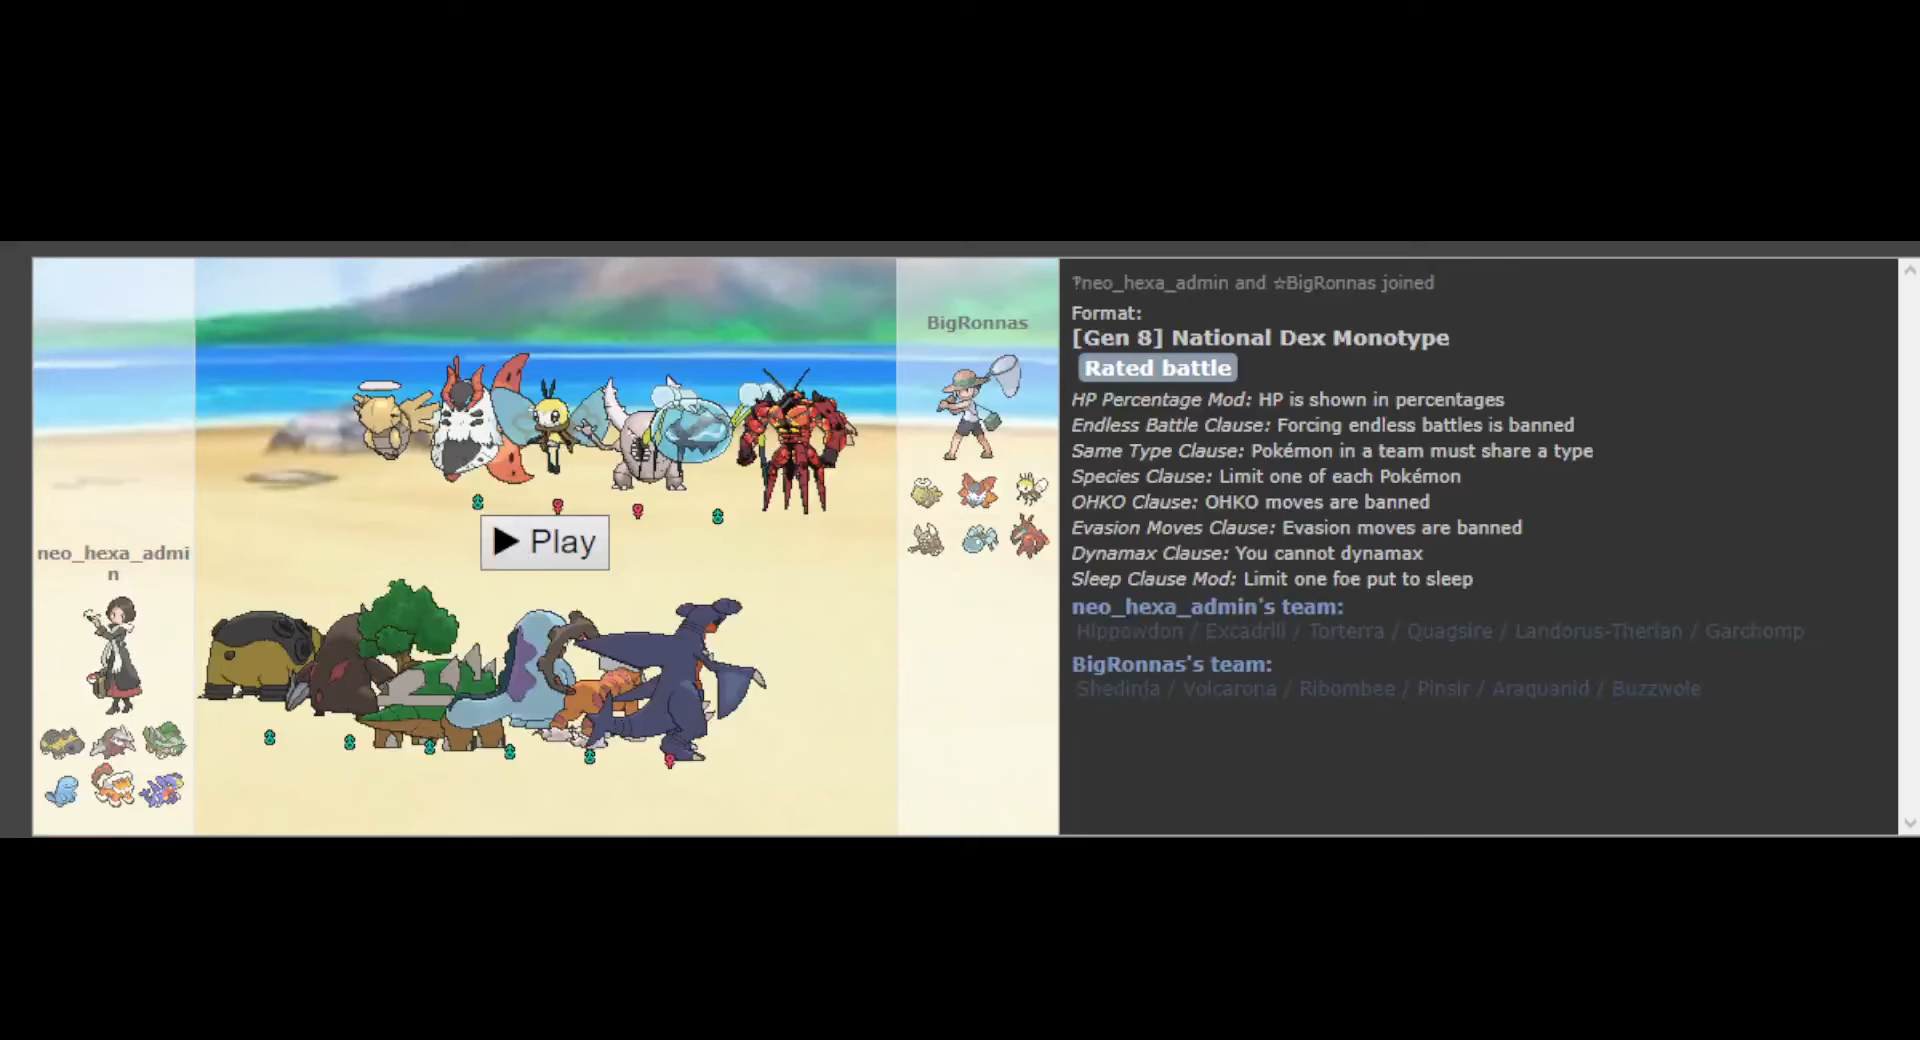 BigRonnas
▶ Play
neo_hexa_admi
n
‽neo_hexa_admin and ☆BigRonnas joined
Format:
[Gen 8] National Dex Monotype
Rated battle
HP Percentage Mod: HP is shown in percentages
Endless Battle Clause: Forcing endless battles is banned
Same Type Clause: Pokémon in a team must share a type
Species Clause: Limit one of each Pokémon
OHKO Clause: OHKO moves are banned
Evasion Moves Clause: Evasion moves are banned
Dynamax Clause: You cannot dynamax
Sleep Clause Mod: Limit one foe put to sleep
neo_hexa_admin's team:
Hippowdon / Excadrill / Torterra / Quagsire / Landorus-Therian / Garchomp
BigRonnas's team:
Shedinja / Volcarona / Ribombee / Pinsir / Araquanid / Buzzwole